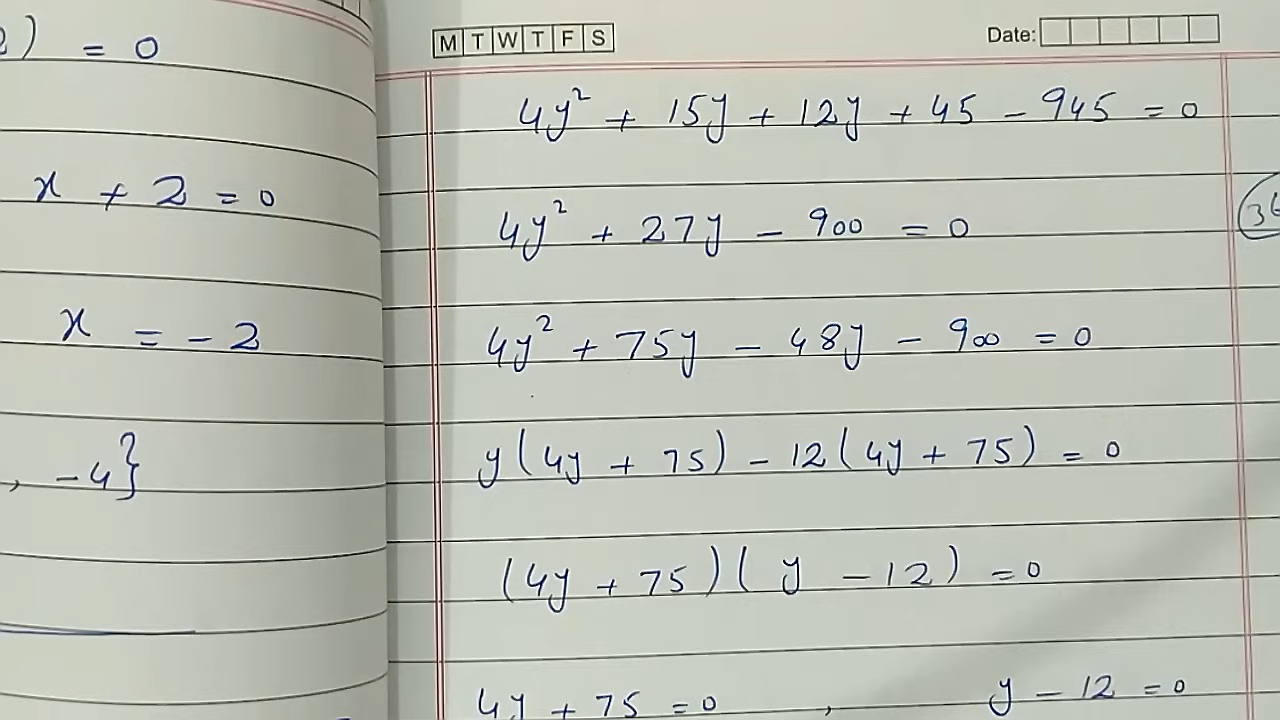 ) = 0
x + 2 = 0
x = - 2
, -4}
M T W T F S
Date:
4y² + 15y + 12y + 45 - 945 = 0
4y² + 27y - 900 = 0
4y² + 75y - 48y - 900 = 0
y(4y + 75) - 12(4y + 75) = 0
(4y + 75)(y - 12) = 0
4y + 75 = 0 , y - 12 = 0